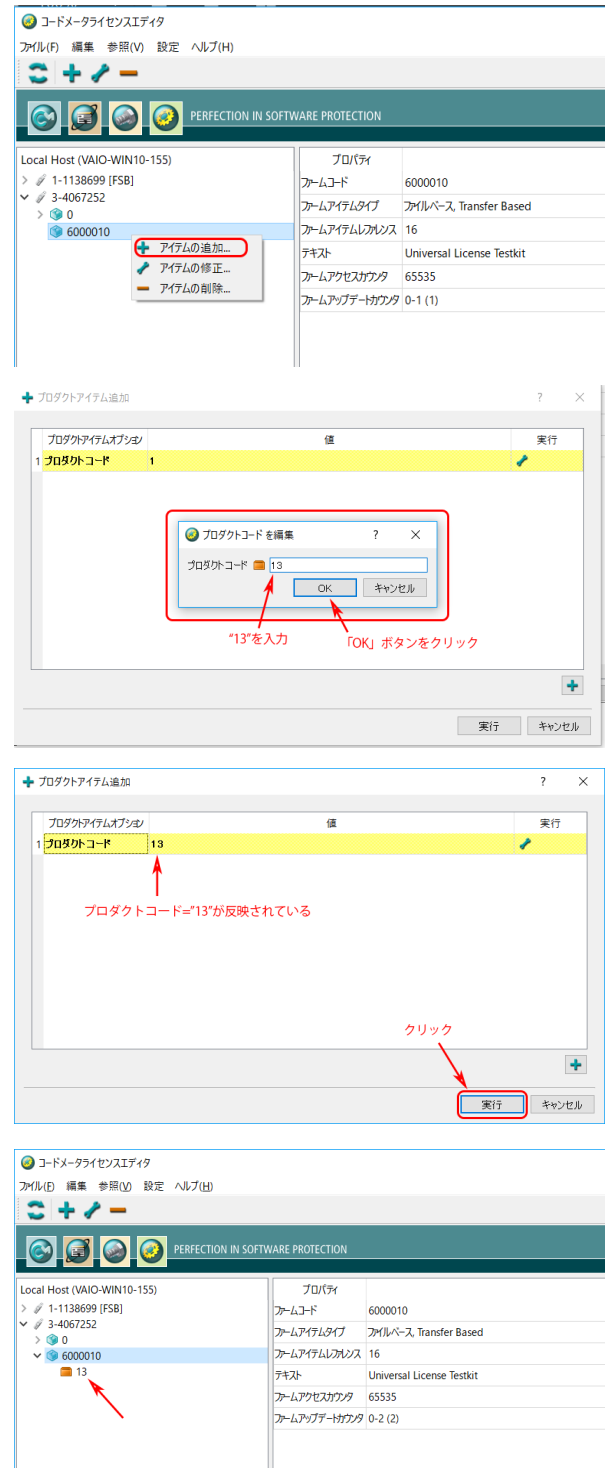 コードメータライセンスエディタ
ファイル(F) 編集 参照(V) 設定 ヘルプ(H)
PERFECTION IN SOFTWARE PROTECTION
Local Host (VAIO-WIN10-155)
1-1138699 [FSB]
3-4067252
0
6000010
アイテムの追加...
アイテムの修正...
アイテムの削除...
プロパティ
ファームコード 6000010
ファームアイテムタイプ ファイルベース, Transfer Based
ファームアイテムレファレンス 16
テキスト Universal License Testkit
ファームアクセスカウンタ 65535
ファームアップデートカウンタ 0-1 (1)
プロダクトアイテム追加 ? ×
プロダクトアイテムオプション 値 実行
1 プロダクトコード 1
プロダクトコード を編集 ? ×
プロダクトコード 13
OK キャンセル
“13”を入力
「OK」ボタンをクリック
実行 キャンセル
プロダクトアイテム追加 ? ×
プロダクトアイテムオプション 値 実行
1 プロダクトコード 13
プロダクトコード=”13”が反映されている
クリック
実行 キャンセル
コードメータライセンスエディタ
ファイル(F) 編集 参照(V) 設定 ヘルプ(H)
PERFECTION IN SOFTWARE PROTECTION
Local Host (VAIO-WIN10-155)
1-1138699 [FSB]
3-4067252
0
6000010
13
プロパティ
ファームコード 6000010
ファームアイテムタイプ ファイルベース, Transfer Based
ファームアイテムレファレンス 16
テキスト Universal License Testkit
ファームアクセスカウンタ 65535
ファームアップデートカウンタ 0-2 (2)